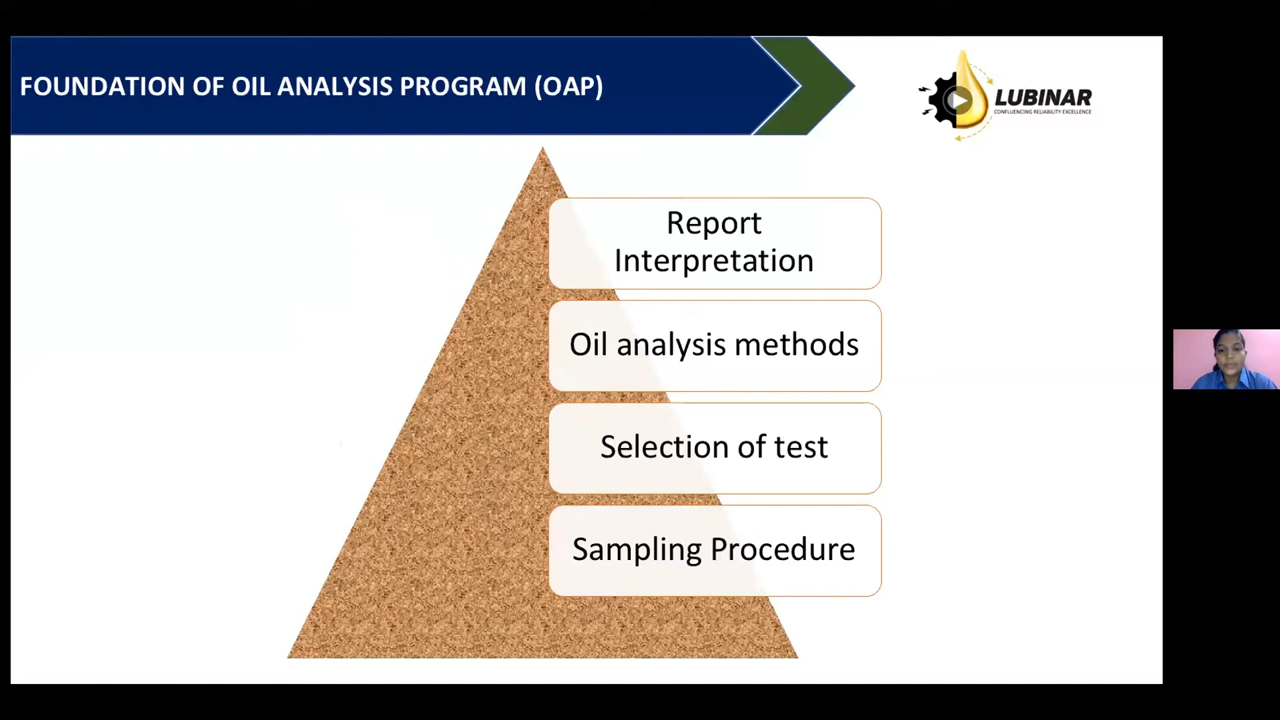 FOUNDATION OF OIL ANALYSIS PROGRAM (OAP)
LUBINAR
CONFLUENCING RELIABILITY EXCELLENCE
Report
Interpretation
Oil analysis methods
Selection of test
Sampling Procedure